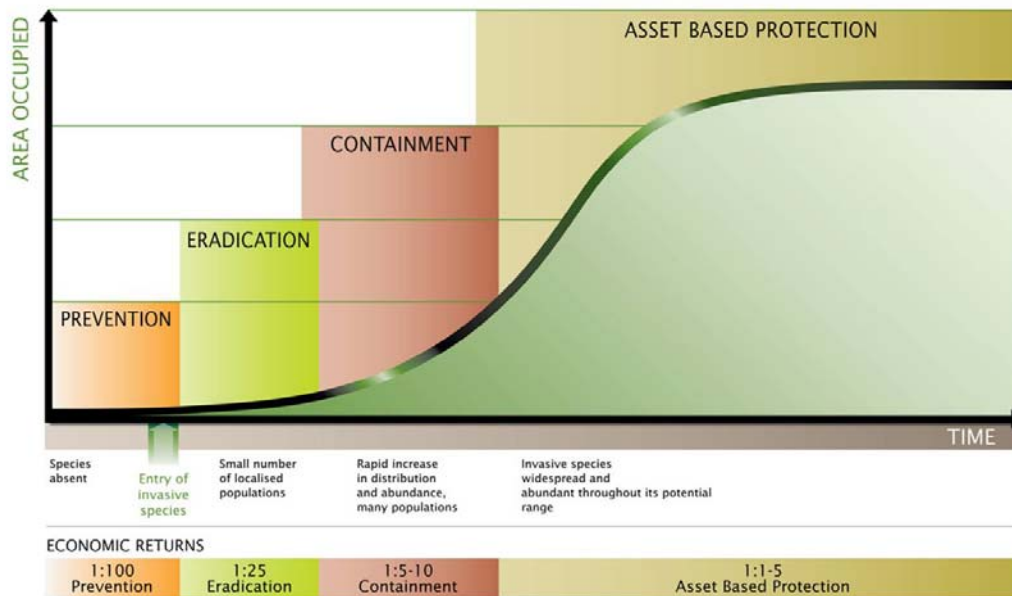 AREA OCCUPIED
ASSET BASED PROTECTION
CONTAINMENT
ERADICATION
PREVENTION
TIME
Species
absent
Entry of
invasive
species
Small number
of localised
populations
Rapid increase
in distribution
and abundance,
many populations
Invasive species
widespread and
abundant throughout its potential
range
ECONOMIC RETURNS
1:100
Prevention
1:25
Eradication
1:5-10
Containment
1:1-5
Asset Based Protection